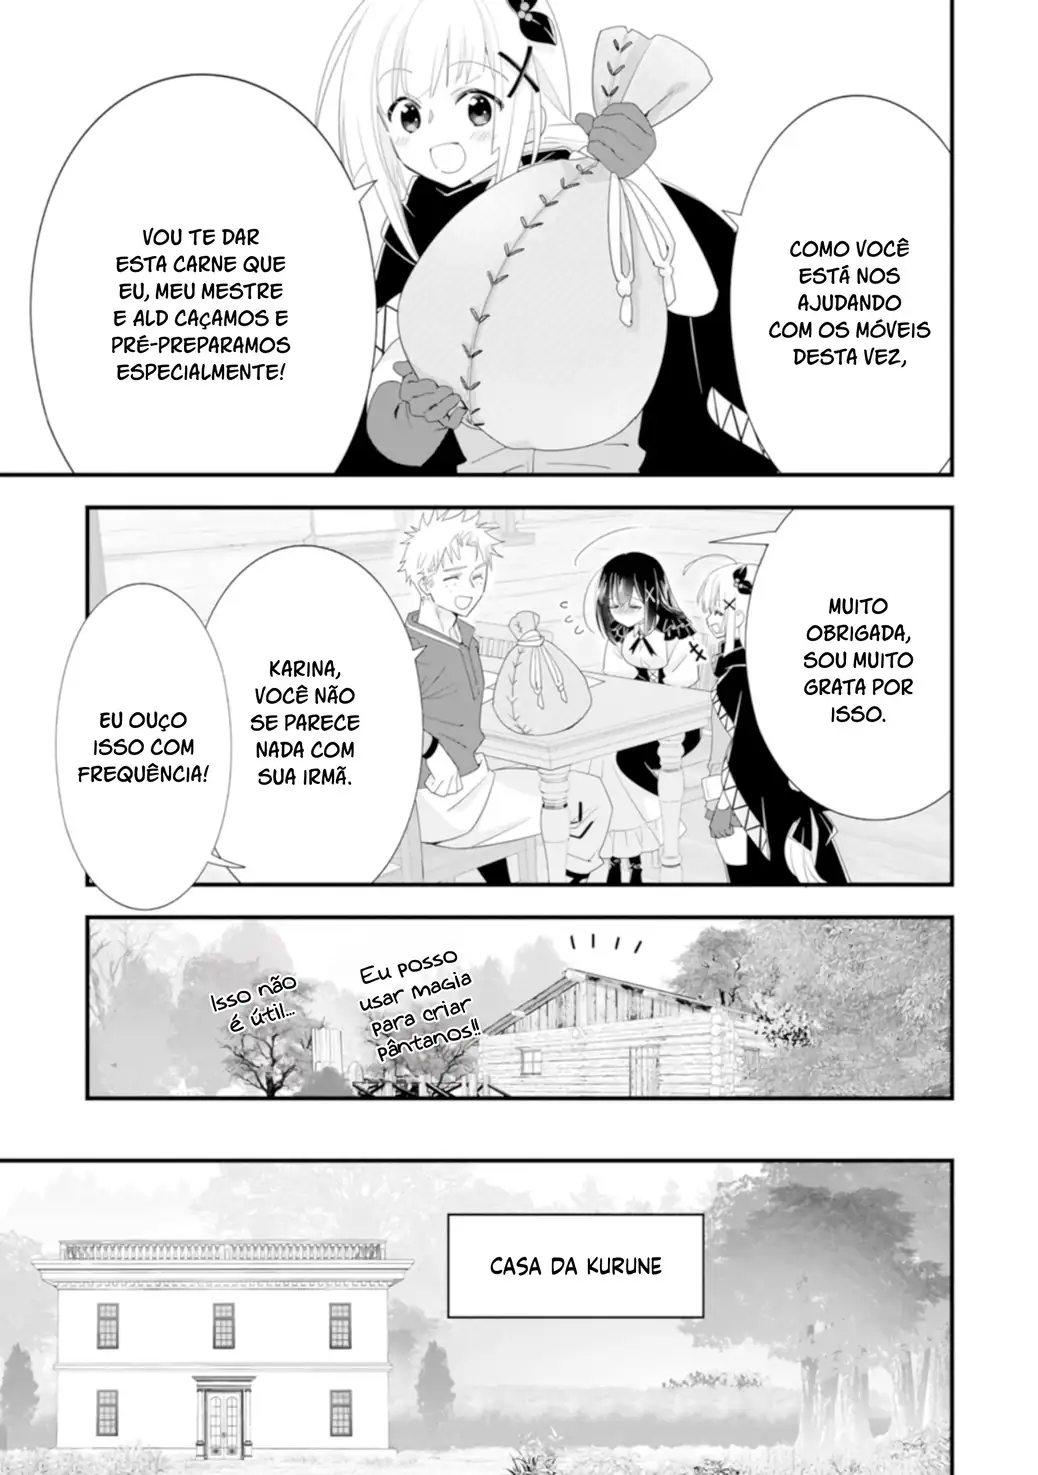 COMO VOCÊ
ESTÁ NOS
AJUDANDO
COM OS MÓVEIS
DESTA VEZ,
VOU TE DAR
ESTA CARNE QUE
EU, MEU MESTRE
E ALD CAÇAMOS E
PRÉ-PREPARAMOS
ESPECIALMENTE!
MUITO
OBRIGADA,
SOU MUITO
GRATA POR
ISSO.
KARINA,
VOCÊ NÃO
SE PARECE
NADA COM
SUA IRMÃ.
EU OUÇO
ISSO COM
FREQUÊNCIA!
Eu posso
usar magia
para criar
pântanos!!
Isso não
é útil...
CASA DA KURUNE